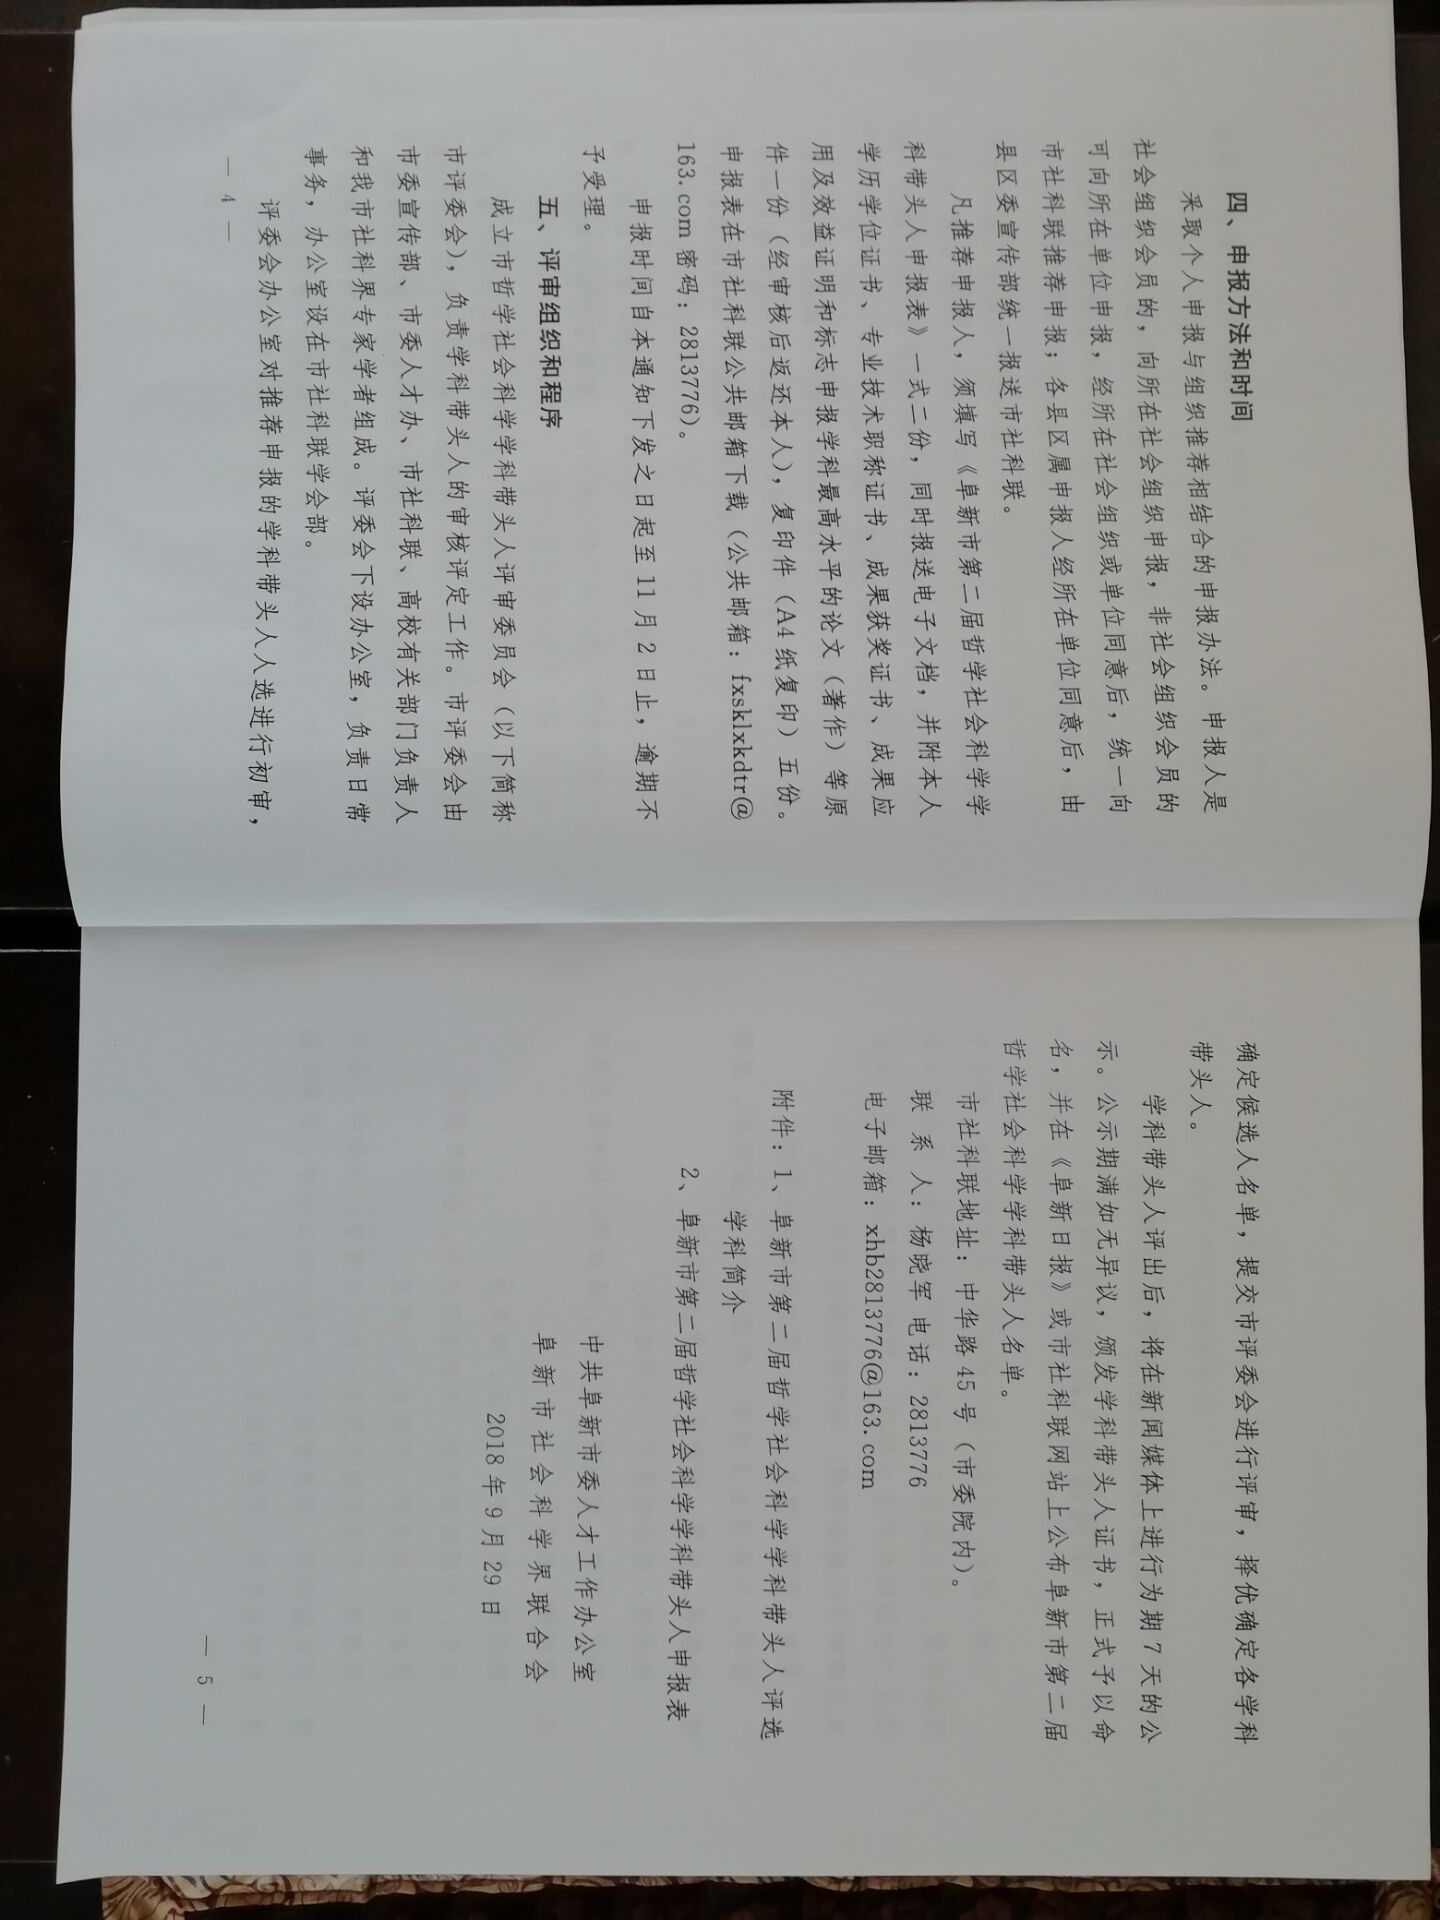 四、申报方法和时间
采取个人申报与组织推荐相结合的申报办法。申报人是
社会组织会员的，向所在社会组织申报，非社会组织会员的
可向所在单位申报，经所在社会组织或单位同意后，统一向
市社科联推荐申报；各县区属申报人经所在单位同意后，由
县区委宣传部统一报送市社科联。
凡推荐申报人，须填写《阜新市第二届哲学社会科学学
科带头人申报表》一式二份，同时报送电子文档，并附本人
学历学位证书、专业技术职称证书、成果获奖证书、成果应
用及效益证明和标志申报学科最高水平的论文（著作）等原
件一份（经审核后返还本人），复印件（A4纸复印）五份。
申报表在市社科联公共邮箱下载（公共邮箱：fxsklxkdtr@
163.com 密码：2813776）。
申报时间自本通知下发之日起至 11 月 2 日止，逾期不
予受理。
五、评审组织和程序
成立市哲学社会科学学科带头人评审委员会（以下简称
市评委会），负责学科带头人的审核评定工作。市评委会由
市委宣传部、市委人才办、市社科联、高校有关部门负责人
和我市社科界专家学者组成。评委会下设办公室，负责日常
事务，办公室设在市社科联学会部。
评委会办公室对推荐申报的学科带头人人选进行初审，
— 4 —
确定候选人名单，提交市评委会进行评审，择优确定各学科
带头人。
学科带头人评出后，将在新闻媒体上进行为期 7 天的公
示。公示期满如无异议，颁发学科带头人证书，正式予以命
名，并在《阜新日报》或市社科联网站上公布阜新市第二届
哲学社会科学学科带头人名单。
市社科联地址：中华路 45 号（市委院内）。
联 系 人：杨晓军 电话：2813776
电子邮箱：xhb2813776@163.com
附件：1、阜新市第二届哲学社会科学学科带头人评选
学科简介
2、阜新市第二届哲学社会科学学科带头人申报表
中共阜新市委人才工作办公室
阜新市社会科学界联合会
2018 年 9 月 29 日
— 5 —